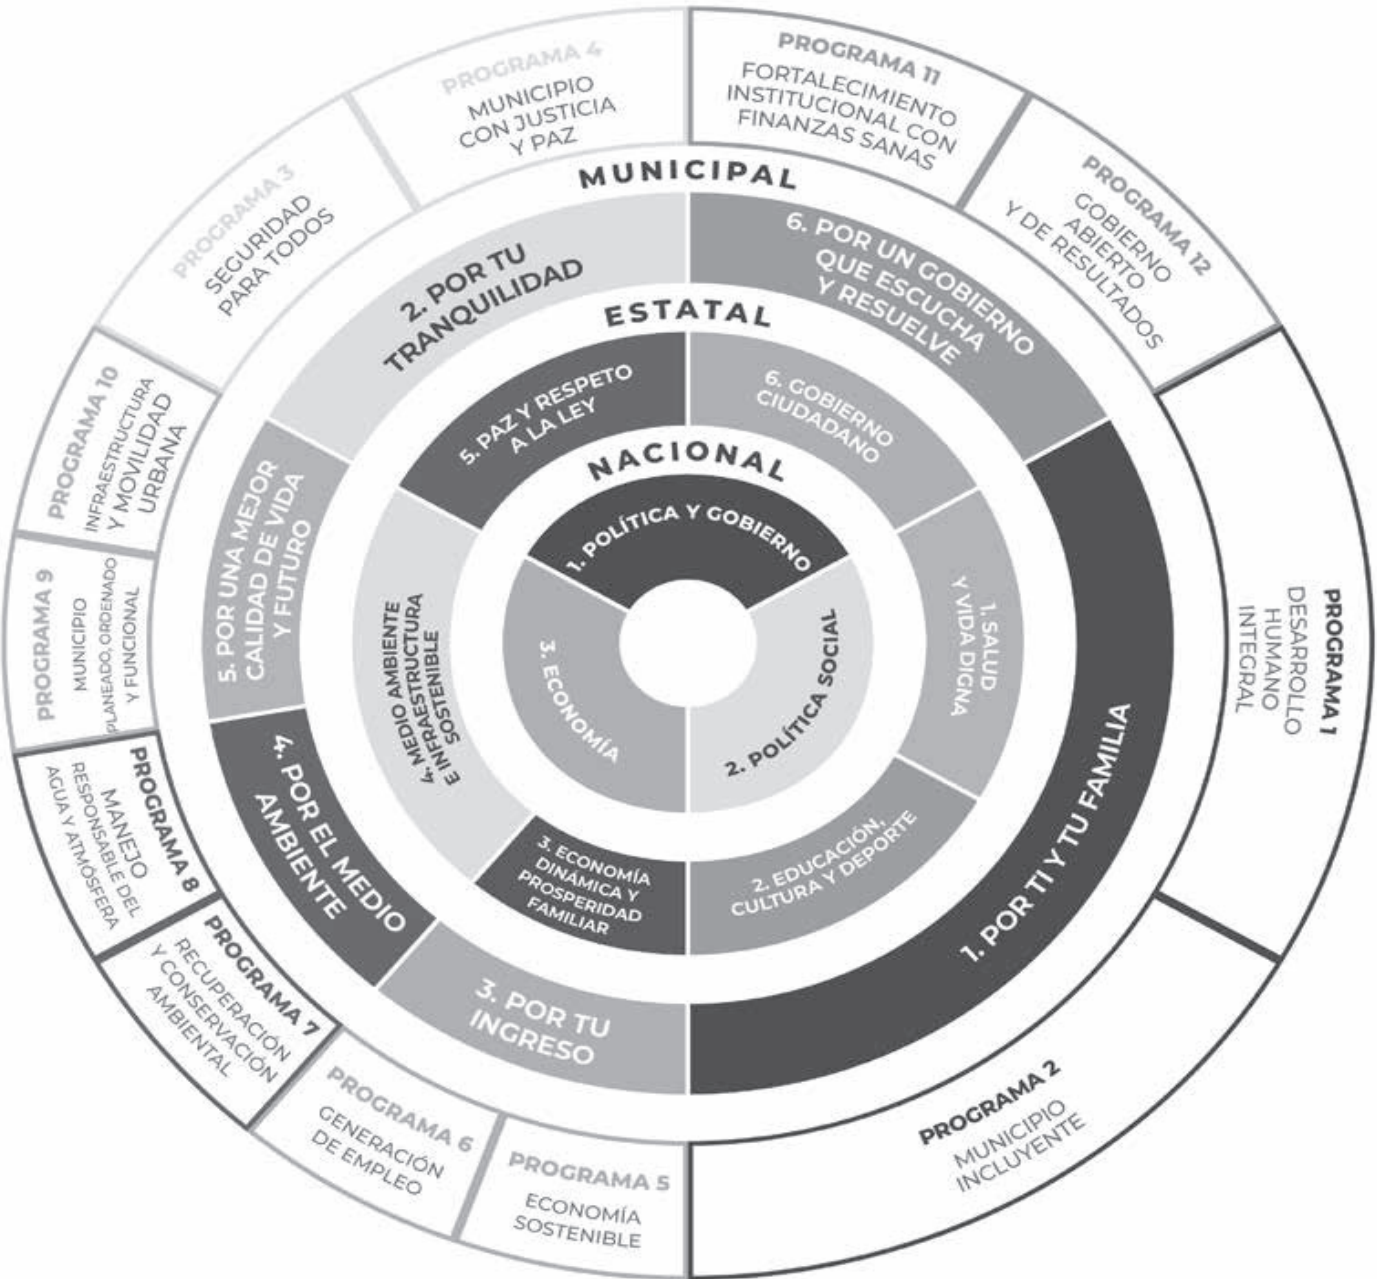 PROGRAMA 11
FORTALECIMIENTO
INSTITUCIONAL CON
FINANZAS SANAS
PROGRAMA 12
GOBIERNO
ABIERTO
Y DE RESULTADOS
PROGRAMA 1
DESARROLLO
HUMANO
INTEGRAL
PROGRAMA 2
MUNICIPIO
INCLUYENTE
PROGRAMA 5
ECONOMÍA
SOSTENIBLE
PROGRAMA 6
GENERACIÓN
DE EMPLEO
PROGRAMA 7
RECUPERACIÓN
Y CONSERVACIÓN
AMBIENTAL
PROGRAMA 8
MANEJO
RESPONSABLE DEL
AGUA Y ATMÓSFERA
PROGRAMA 9
MUNICIPIO
PLANEADO, ORDENADO
Y FUNCIONAL
PROGRAMA 10
INFRAESTRUCTURA
Y MOVILIDAD
URBANA
PROGRAMA 3
SEGURIDAD
PARA TODOS
PROGRAMA 4
MUNICIPIO
CON JUSTICIA
Y PAZ
MUNICIPAL
6. POR UN GOBIERNO
QUE ESCUCHA
Y RESUELVE
1. POR TI Y TU FAMILIA
3. POR TU
INGRESO
4. POR EL MEDIO
AMBIENTE
5. POR UNA MEJOR
CALIDAD DE VIDA
Y FUTURO
2. POR TU
TRANQUILIDAD
ESTATAL
6. GOBIERNO
CIUDADANO
1. SALUD
Y VIDA DIGNA
2. EDUCACIÓN,
CULTURA Y DEPORTE
3. ECONOMÍA
DINÁMICA Y
PROSPERIDAD
FAMILIAR
4. MEDIO AMBIENTE
E INFRAESTRUCTURA
SOSTENIBLE
5. PAZ Y RESPETO
A LA LEY
NACIONAL
1. POLÍTICA Y GOBIERNO
2. POLÍTICA SOCIAL
3. ECONOMÍA